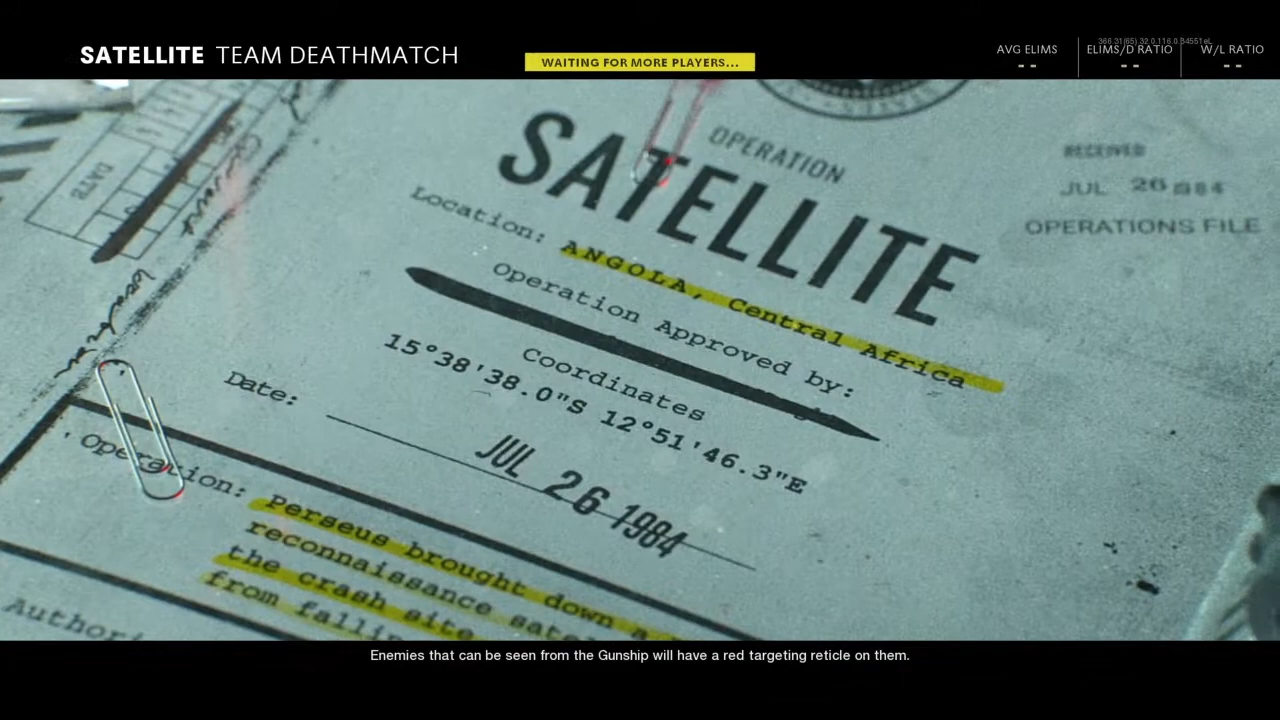 SATELLITE TEAM DEATHMATCH
WAITING FOR MORE PLAYERS...
AVG ELIMS
--
ELIMS/D RATIO
--
W/L RATIO
--
DATE
OPERATION
SATELLITE
Location: ANGOLA, Central Africa
Operation Approved by:
Coordinates
15°38'38.0"S 12°51'46.3"E
Date:
JUL 26 1984
RECEIVED
JUL 26 1984
OPERATIONS FILE
Operation: Perseus brought down a
reconnaissance
the crash site
from
Enemies that can be seen from the Gunship will have a red targeting reticle on them.